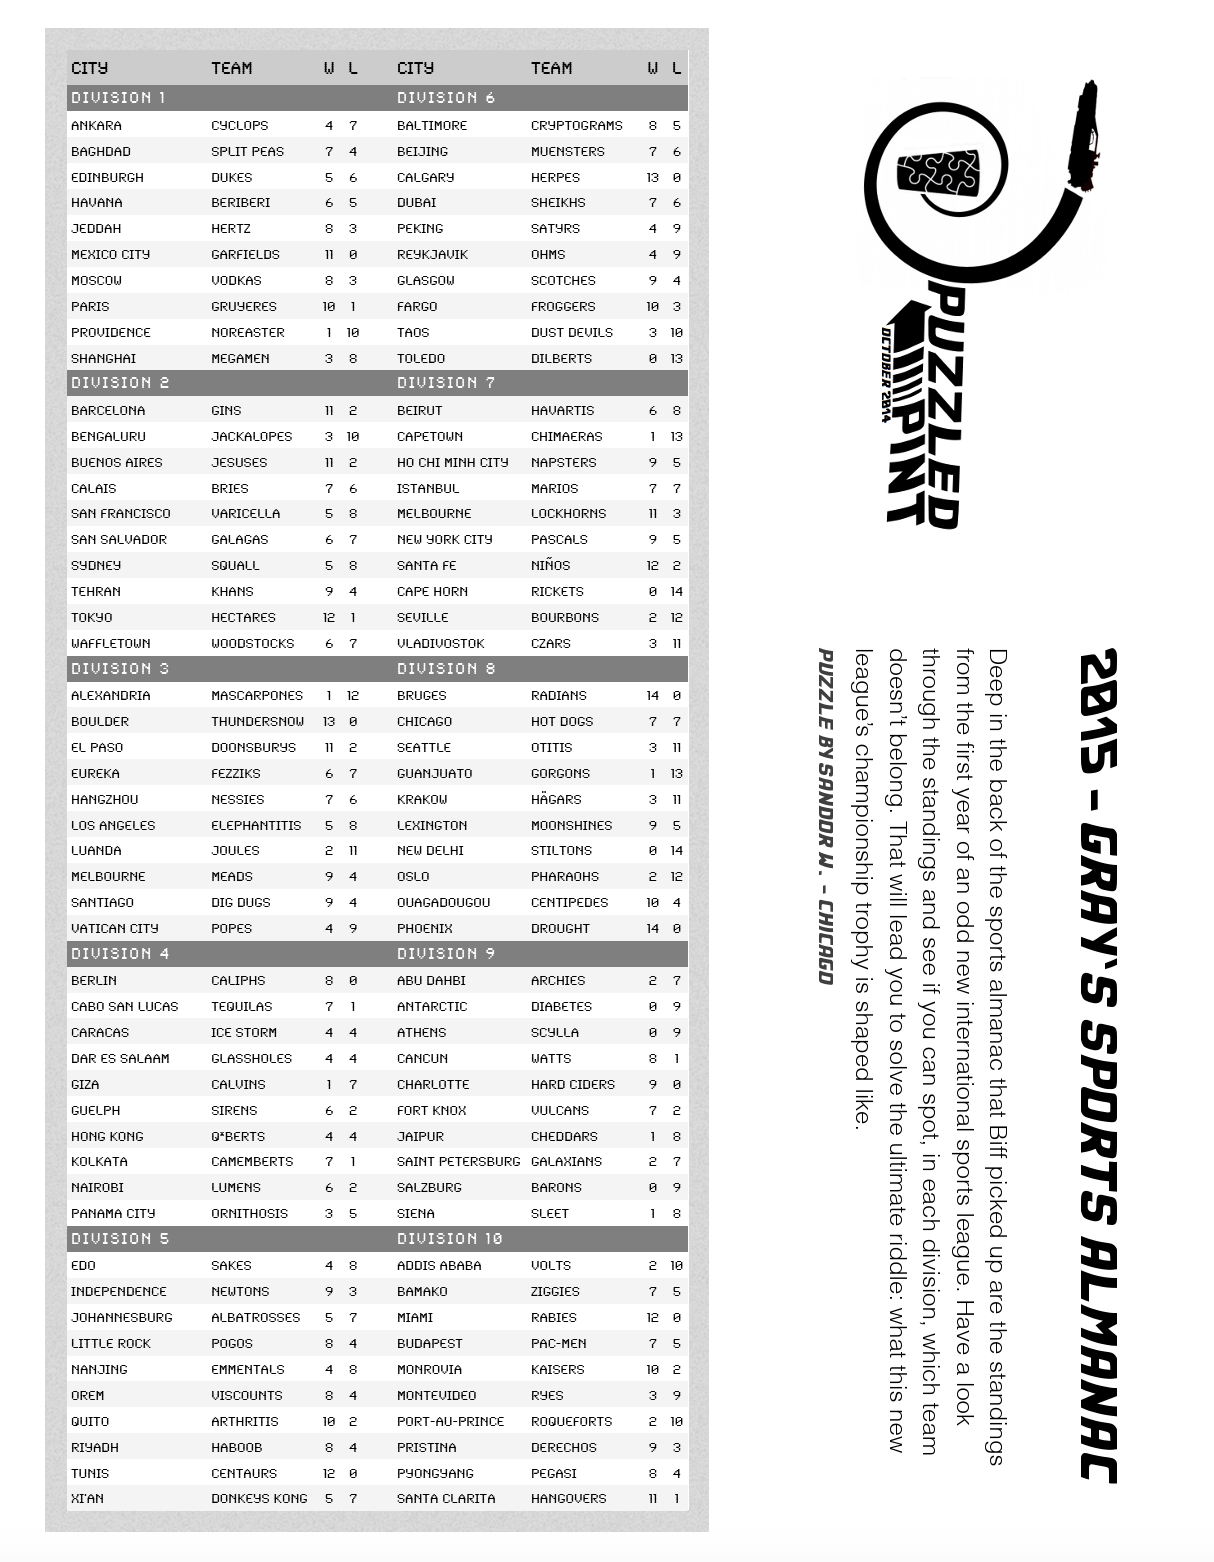 CITY TEAM W L CITY TEAM W L
DIVISION 1 DIVISION 6
ANKARA CYCLOPS 4 7 BALTIMORE CRYPTOGRAMS 8 5
BAGHDAD SPLIT PEAS 7 4 BEIJING MUENSTERS 7 6
EDINBURGH DUKES 5 6 CALGARY HERPES 13 0
HAVANA BERIBERI 6 5 DUBAI SHEIKHS 7 6
JEDDAH HERTZ 8 3 PEKING SATYRS 4 9
MEXICO CITY GARFIELDS 11 0 REYKJAVIK OHMS 4 9
MOSCOW VODKAS 8 3 GLASGOW SCOTCHES 9 4
PARIS GRUYERES 10 1 FARGO FROGGERS 10 3
PROVIDENCE NOREASTER 1 10 TAOS DUST DEVILS 3 10
SHANGHAI MEGAMEN 3 8 TOLEDO DILBERTS 0 13
DIVISION 2 DIVISION 7
BARCELONA GINS 11 2 BEIRUT HAVARTIS 6 8
BENGALURU JACKALOPES 3 10 CAPETOWN CHIMAERAS 1 13
BUENOS AIRES JESUSES 11 2 HO CHI MINH CITY NAPSTERS 9 5
CALAIS BRIES 7 6 ISTANBUL MARIOS 7 7
SAN FRANCISCO VARICELLA 5 8 MELBOURNE LOCKHORNS 11 3
SAN SALVADOR GALAGAS 6 7 NEW YORK CITY PASCALS 9 5
SYDNEY SQUALL 5 8 SANTA FE NIÑOS 12 2
TEHRAN KHANS 9 4 CAPE HORN RICKETS 0 14
TOKYO HECTARES 12 1 SEVILLE BOURBONS 2 12
WAFFLETOWN WOODSTOCKS 6 7 VLADIVOSTOK CZARS 3 11
DIVISION 3 DIVISION 8
ALEXANDRIA MASCARPONES 1 12 BRUGES RADIANS 14 0
BOULDER THUNDERSNOW 13 0 CHICAGO HOT DOGS 7 7
EL PASO DOONSBURYS 11 2 SEATTLE OTITIS 3 11
EUREKA FEZZIKS 6 7 GUANJUATO GORGONS 1 13
HANGZHOU NESSIES 7 6 KRAKOW HÄGARS 3 11
LOS ANGELES ELEPHANTITIS 5 8 LEXINGTON MOONSHINES 9 5
LUANDA JOULES 2 11 NEW DELHI STILTONS 0 14
MELBOURNE MEADS 9 4 OSLO PHARAOHS 2 12
SANTIAGO DIG DUGS 9 4 OUAGADOUGOU CENTIPEDES 10 4
VATICAN CITY POPES 4 9 PHOENIX DROUGHT 14 0
DIVISION 4 DIVISION 9
BERLIN CALIPHS 8 0 ABU DAHBI ARCHIES 2 7
CABO SAN LUCAS TEQUILAS 7 1 ANTARCTIC DIABETES 0 9
CARACAS ICE STORM 4 4 ATHENS SCYLLA 0 9
DAR ES SALAAM GLASSHOLES 4 4 CANCUN WATTS 8 1
GIZA CALVINS 1 7 CHARLOTTE HARD CIDERS 9 0
GUELPH SIRENS 6 2 FORT KNOX VULCANS 7 2
HONG KONG Q*BERTS 4 4 JAIPUR CHEDDARS 1 8
KOLKATA CAMEMBERTS 7 1 SAINT PETERSBURG GALAXIANS 2 7
NAIROBI LUMENS 6 2 SALZBURG BARONS 0 9
PANAMA CITY ORNITHOSIS 3 5 SIENA SLEET 1 8
DIVISION 5 DIVISION 10
EDO SAKES 4 8 ADDIS ABABA VOLTS 2 10
INDEPENDENCE NEWTONS 9 3 BAMAKO ZIGGIES 7 5
JOHANNESBURG ALBATROSSES 5 7 MIAMI RABIES 12 0
LITTLE ROCK POGOS 8 4 BUDAPEST PAC-MEN 7 5
NANJING EMMENTALS 4 8 MONROVIA KAISERS 10 2
OREM VISCOUNTS 8 4 MONTEVIDEO RYES 3 9
QUITO ARTHRITIS 10 2 PORT-AU-PRINCE ROQUEFORTS 2 10
RIYADH HABOOB 8 4 PRISTINA DERECHOS 9 3
TUNIS CENTAURS 12 0 PYONGYANG PEGASI 8 4
XI'AN DONKEYS KONG 5 7 SANTA CLARITA HANGOVERS 11 1
PUZZLED
PINT
OCTOBER 2014
2015 - GRAY'S SPORTS ALMANAC
Deep in the back of the sports almanac that Biff picked up are the standings
from the first year of an odd new international sports league. Have a look
through the standings and see if you can spot, in each division, which team
doesn't belong. That will lead you to solve the ultimate riddle: what this new
league's championship trophy is shaped like.
PUZZLE BY SANDOR W. - CHICAGO